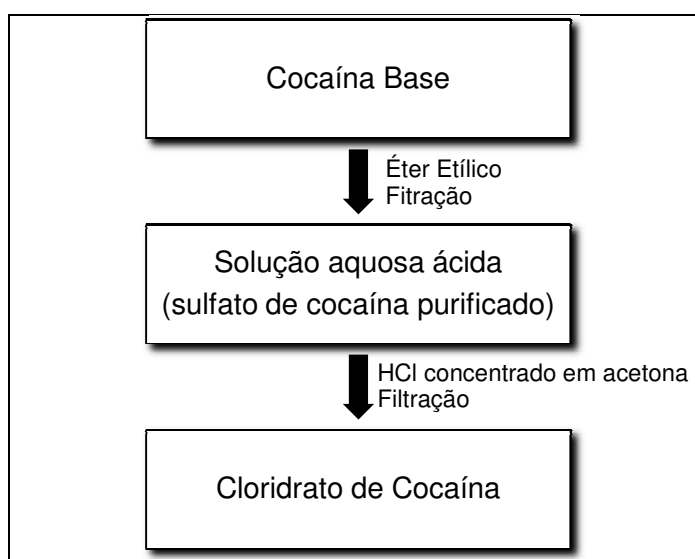 Cocaína Base
Éter Etílico
Fitração
Solução aquosa ácida
(sulfato de cocaína purificado)
HCl concentrado em acetona
Filtração
Cloridrato de Cocaína